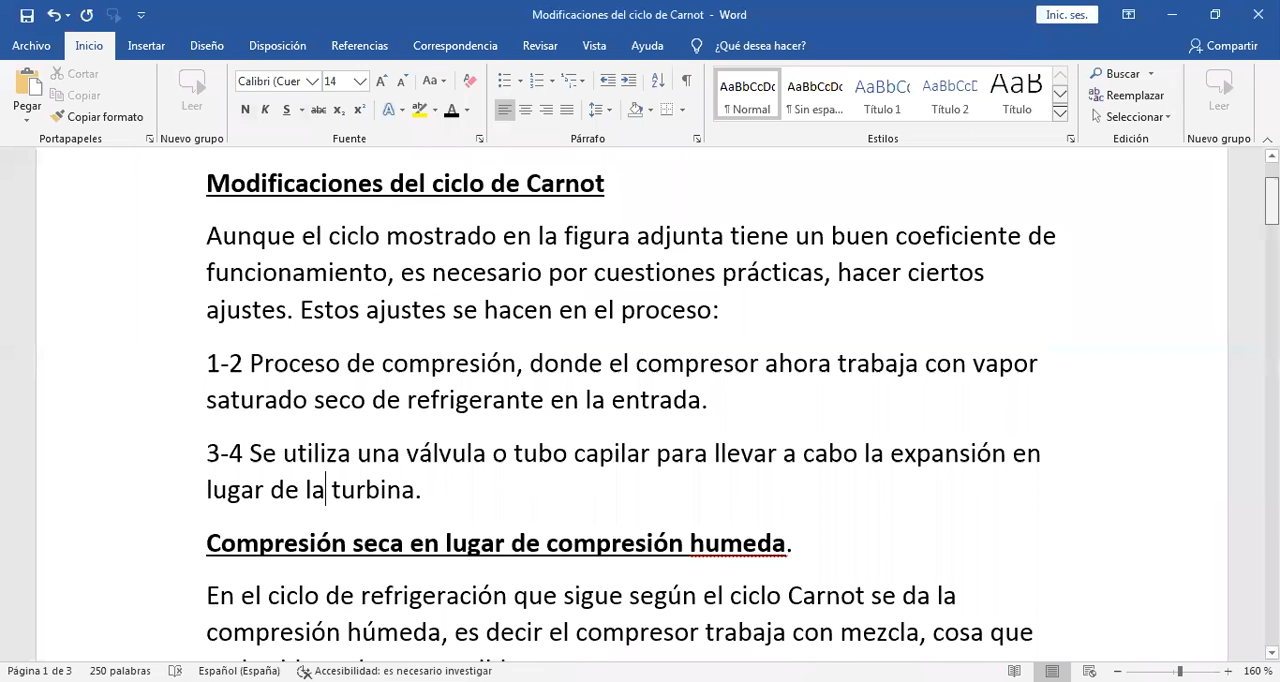 Modificaciones del ciclo de Carnot - Word
Inic. ses.
Archivo Inicio Insertar Diseño Disposición Referencias Correspondencia Revisar Vista Ayuda ¿Qué desea hacer? Compartir
Pegar
Cortar
Copiar
Copiar formato
Portapapeles
Leer
Nuevo grupo
Calibri (Cuer 14
N K S abc x₂ x²
Fuente
Párrafo
AaBbCcDc AaBbCcDc AaBbCc AaBbCcD AaB
¶ Normal ¶ Sin espa... Título 1 Título 2 Título
Estilos
Buscar
Reemplazar
Seleccionar
Edición
Leer
Nuevo grupo
Modificaciones del ciclo de Carnot
Aunque el ciclo mostrado en la figura adjunta tiene un buen coeficiente de
funcionamiento, es necesario por cuestiones prácticas, hacer ciertos
ajustes. Estos ajustes se hacen en el proceso:
1-2 Proceso de compresión, donde el compresor ahora trabaja con vapor
saturado seco de refrigerante en la entrada.
3-4 Se utiliza una válvula o tubo capilar para llevar a cabo la expansión en
lugar de la turbina.
Compresión seca en lugar de compresión humeda.
En el ciclo de refrigeración que sigue según el ciclo Carnot se da la
compresión húmeda, es decir el compresor trabaja con mezcla, cosa que
Página 1 de 3 250 palabras Español (España) Accesibilidad: es necesario investigar 160 %